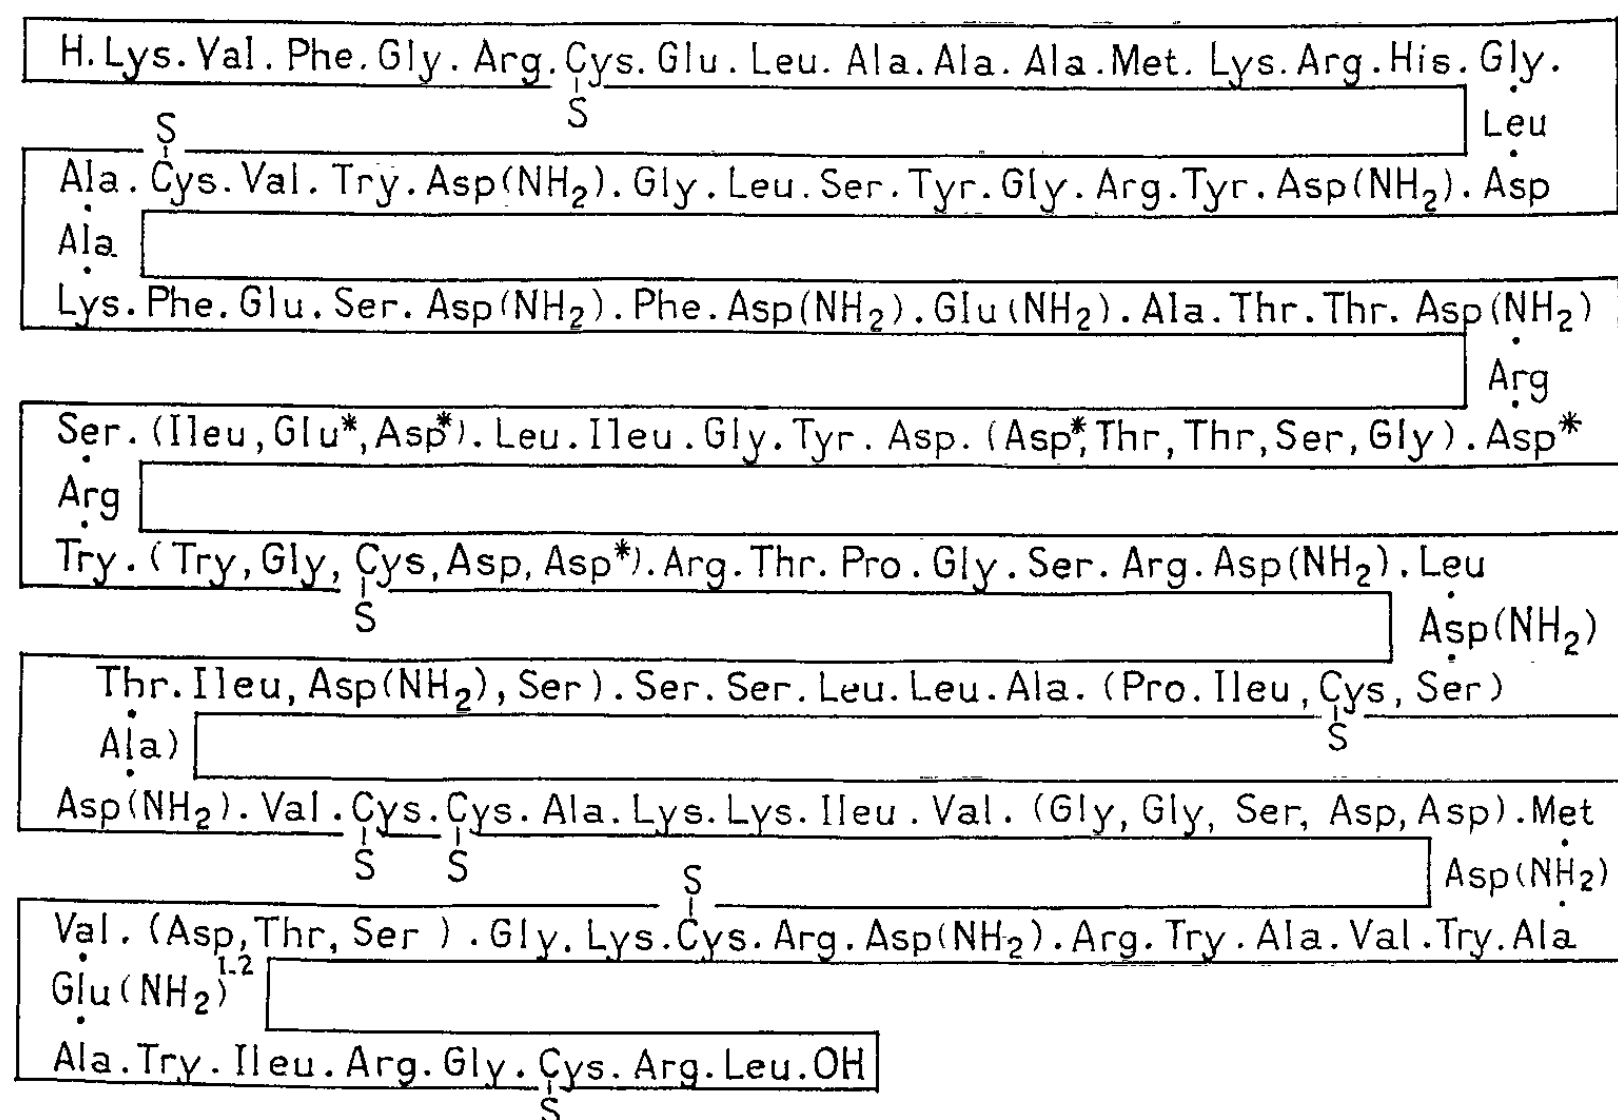 H.Lys.Val.Phe.Gly.Arg.Cys.Glu.Leu.Ala.Ala.Ala.Met.Lys.Arg.His.Gly.
S
S
Leu
Ala.Cys.Val.Try.Asp(NH₂).Gly.Leu.Ser.Tyr.Gly.Arg.Tyr.Asp(NH₂).Asp
Ala
Lys.Phe.Glu.Ser.Asp(NH₂).Phe.Asp(NH₂).Glu(NH₂).Ala.Thr.Thr.Asp(NH₂)
Arg
Ser.(Ileu,Glu*,Asp*).Leu.Ileu.Gly.Tyr.Asp.(Asp*,Thr,Thr,Ser,Gly).Asp*
Arg
Try.(Try,Gly,Cys,Asp,Asp*).Arg.Thr.Pro.Gly.Ser.Arg.Asp(NH₂).Leu
S
Asp(NH₂)
Thr.Ileu,Asp(NH₂),Ser).Ser.Ser.Leu.Leu.Ala.(Pro.Ileu,Cys,Ser)
Ala)
S
Asp(NH₂).Val.Cys.Cys.Ala.Lys.Lys.Ileu.Val.(Gly,Gly,Ser,Asp,Asp).Met
S S S
Asp(NH₂)
Val.(Asp,Thr,Ser).Gly.Lys.Cys.Arg.Asp(NH₂).Arg.Try.Ala.Val.Try.Ala
Glu(NH₂)1-2
Ala.Try.Ileu.Arg.Gly.Cys.Arg.Leu.OH
S